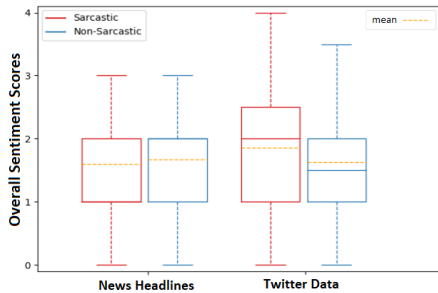 Sarcastic
Non-Sarcastic
mean
Overall Sentiment Scores
4
3
2
1
0
News Headlines
Twitter Data